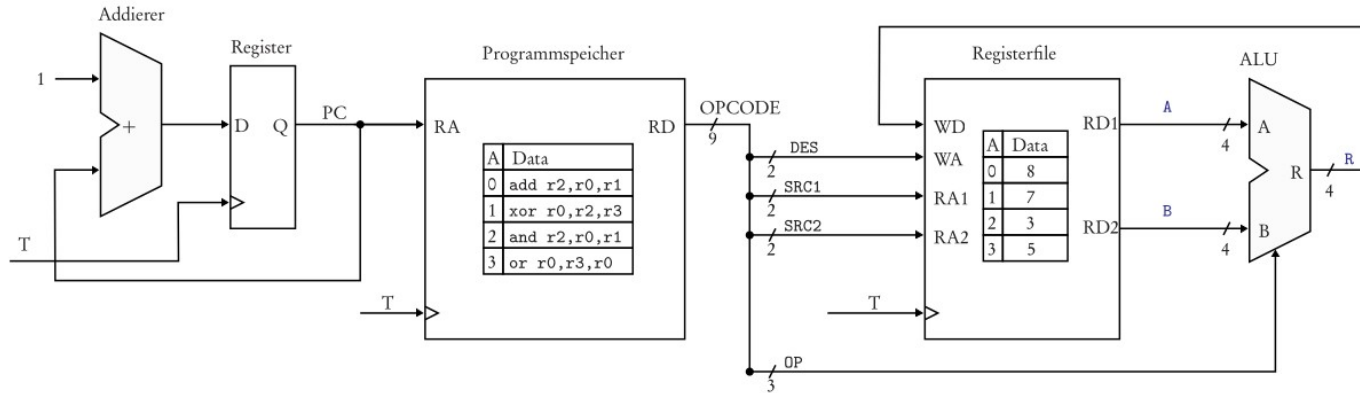 Addierer
1
+
T
Register
D Q
PC
Programmspeicher
RA RD
A Data
0 add r2,r0,r1
1 xor r0,r2,r3
2 and r2,r0,r1
3 or r0,r3,r0
T
OPCODE
9
DES
2
SRC1
2
SRC2
2
OP
3
Registerfile
WD
WA
RA1
RA2
RD1
RD2
A Data
0 8
1 7
2 3
3 5
T
A
4
B
4
ALU
A
B
R
R
4